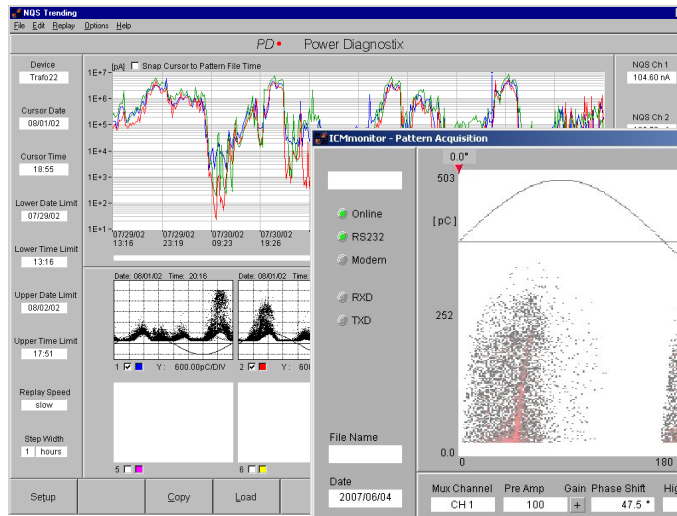 NQS Trending
File Edit Replay Options Help
PD Power Diagnostix
Device
Trafo22
Cursor Date
08/01/02
Cursor Time
18:55
Lower Date Limit
07/29/02
Lower Time Limit
13:16
Upper Date Limit
08/02/02
Upper Time Limit
17:51
Replay Speed
slow
Step Width
1 hours
[pA] Snap Cursor to Pattern File Time
1E+7
1E+6
1E+5
1E+4
1E+3
1E+2
1E+1
07/29/02 07/29/02 07/30/02 07/30/02
13:16 23:19 09:23 19:26
NQS Ch 1
104.60 nA
NQS Ch 2
Date: 08/01/02 Time: 20:16 Date: 08/01/02 Time:
1 Y: 600.00pC/DIV 2 Y: 60
5 6
Setup Copy Load
ICMmonitor - Pattern Acquisition
Online
RS232
Modem
RXD
TXD
File Name
Date
2007/06/04
0.0°
503
[pC]
252
0.0
0 180
Mux Channel Pre Amp Gain Phase Shift Hig
CH 1 100 + 47.5 °